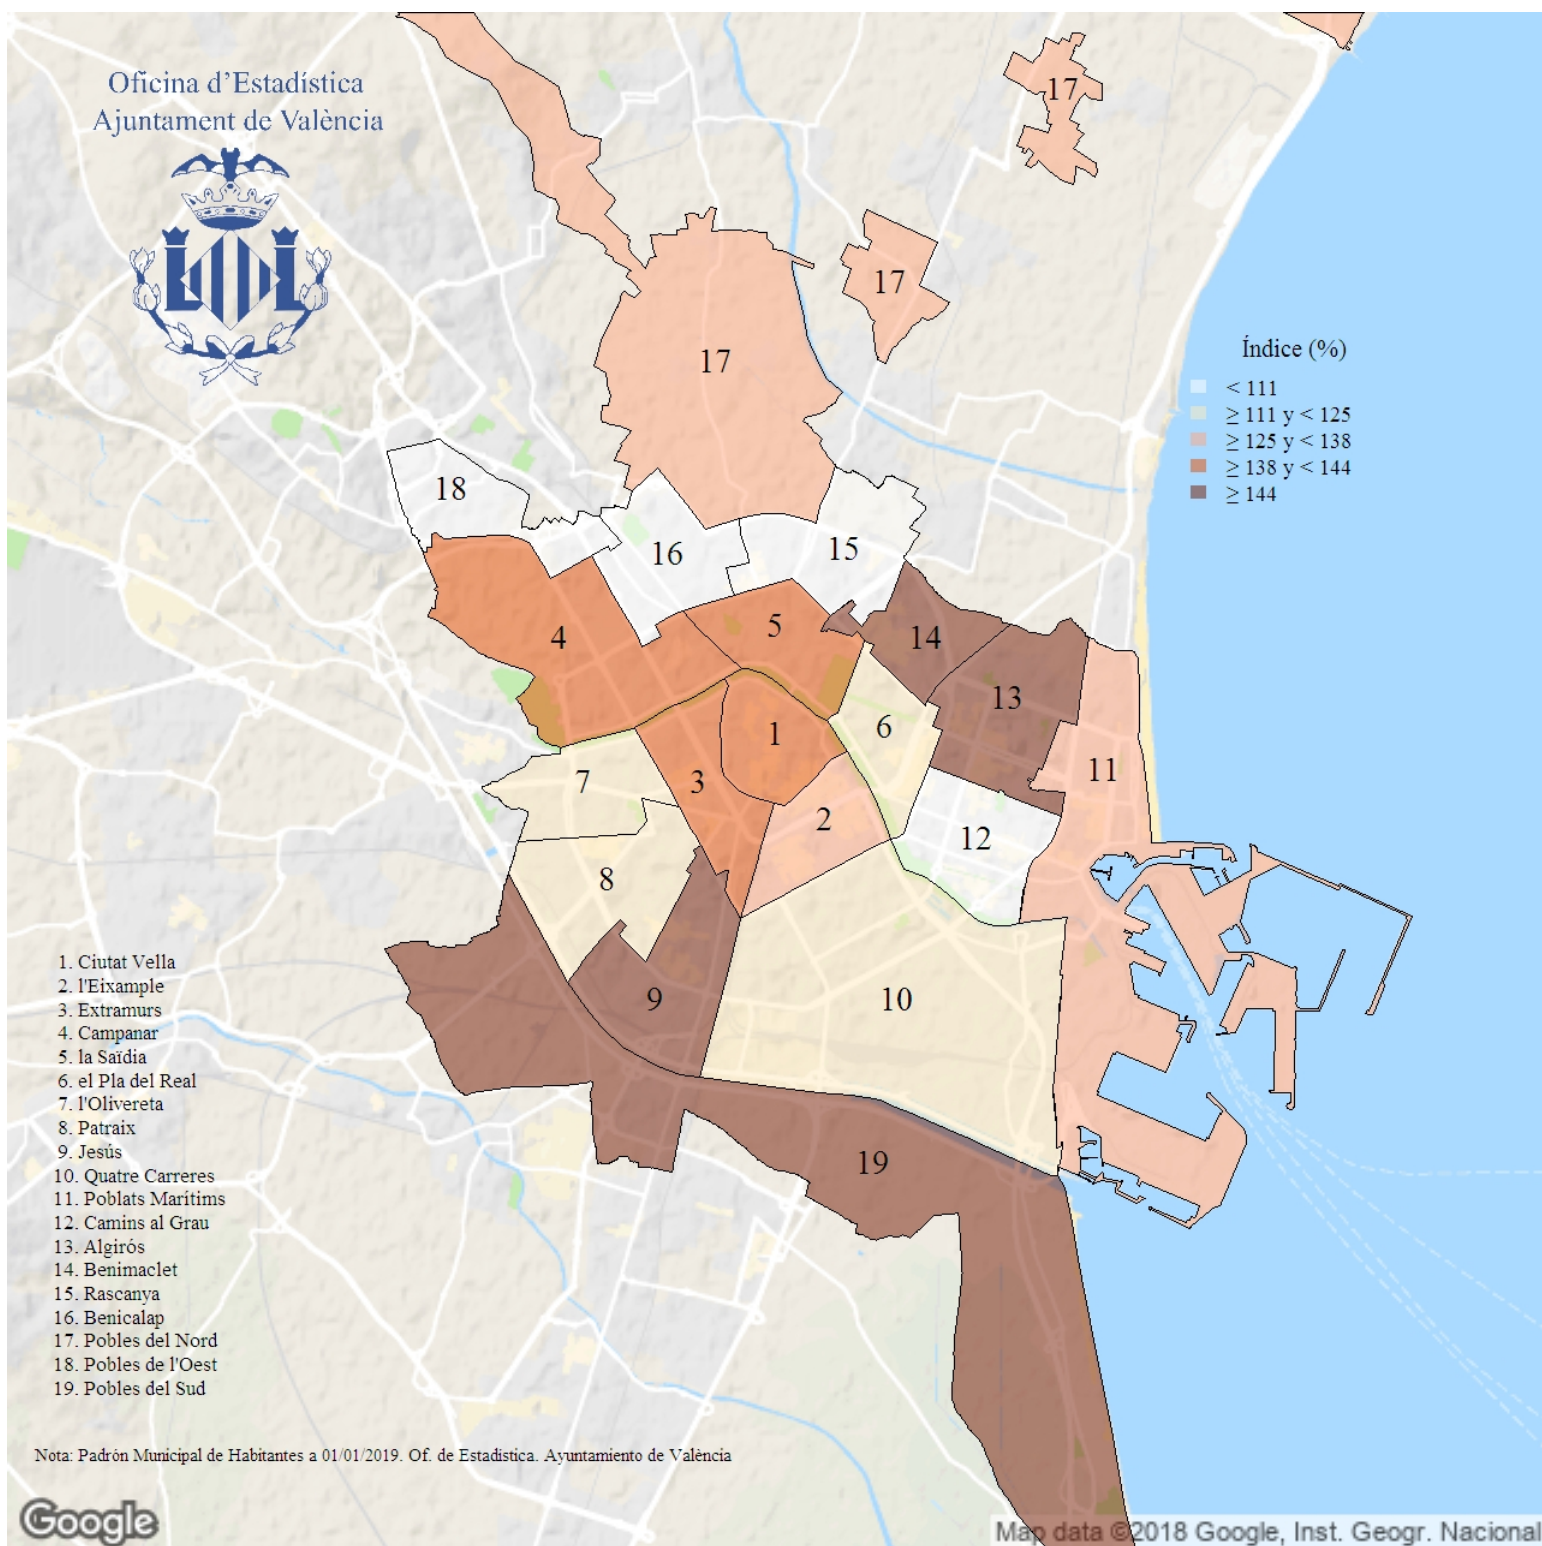 Oficina d'Estadística
Ajuntament de València
17
17
17
Índice (%)
< 111
≥ 111 y < 125
≥ 125 y < 138
≥ 138 y < 144
≥ 144
18
16
15
4
5
14
13
6
1
11
7
3
2
12
8
9
10
19
1. Ciutat Vella
2. l'Eixample
3. Extramurs
4. Campanar
5. la Saïdia
6. el Pla del Real
7. l'Olivereta
8. Patraix
9. Jesús
10. Quatre Carreres
11. Poblats Marítims
12. Camins al Grau
13. Algirós
14. Benimaclet
15. Rascanya
16. Benicalap
17. Pobles del Nord
18. Pobles de l'Oest
19. Pobles del Sud
Nota: Padrón Municipal de Habitantes a 01/01/2019. Of. de Estadística. Ayuntamiento de València
Google
Map data ©2018 Google, Inst. Geogr. Nacional